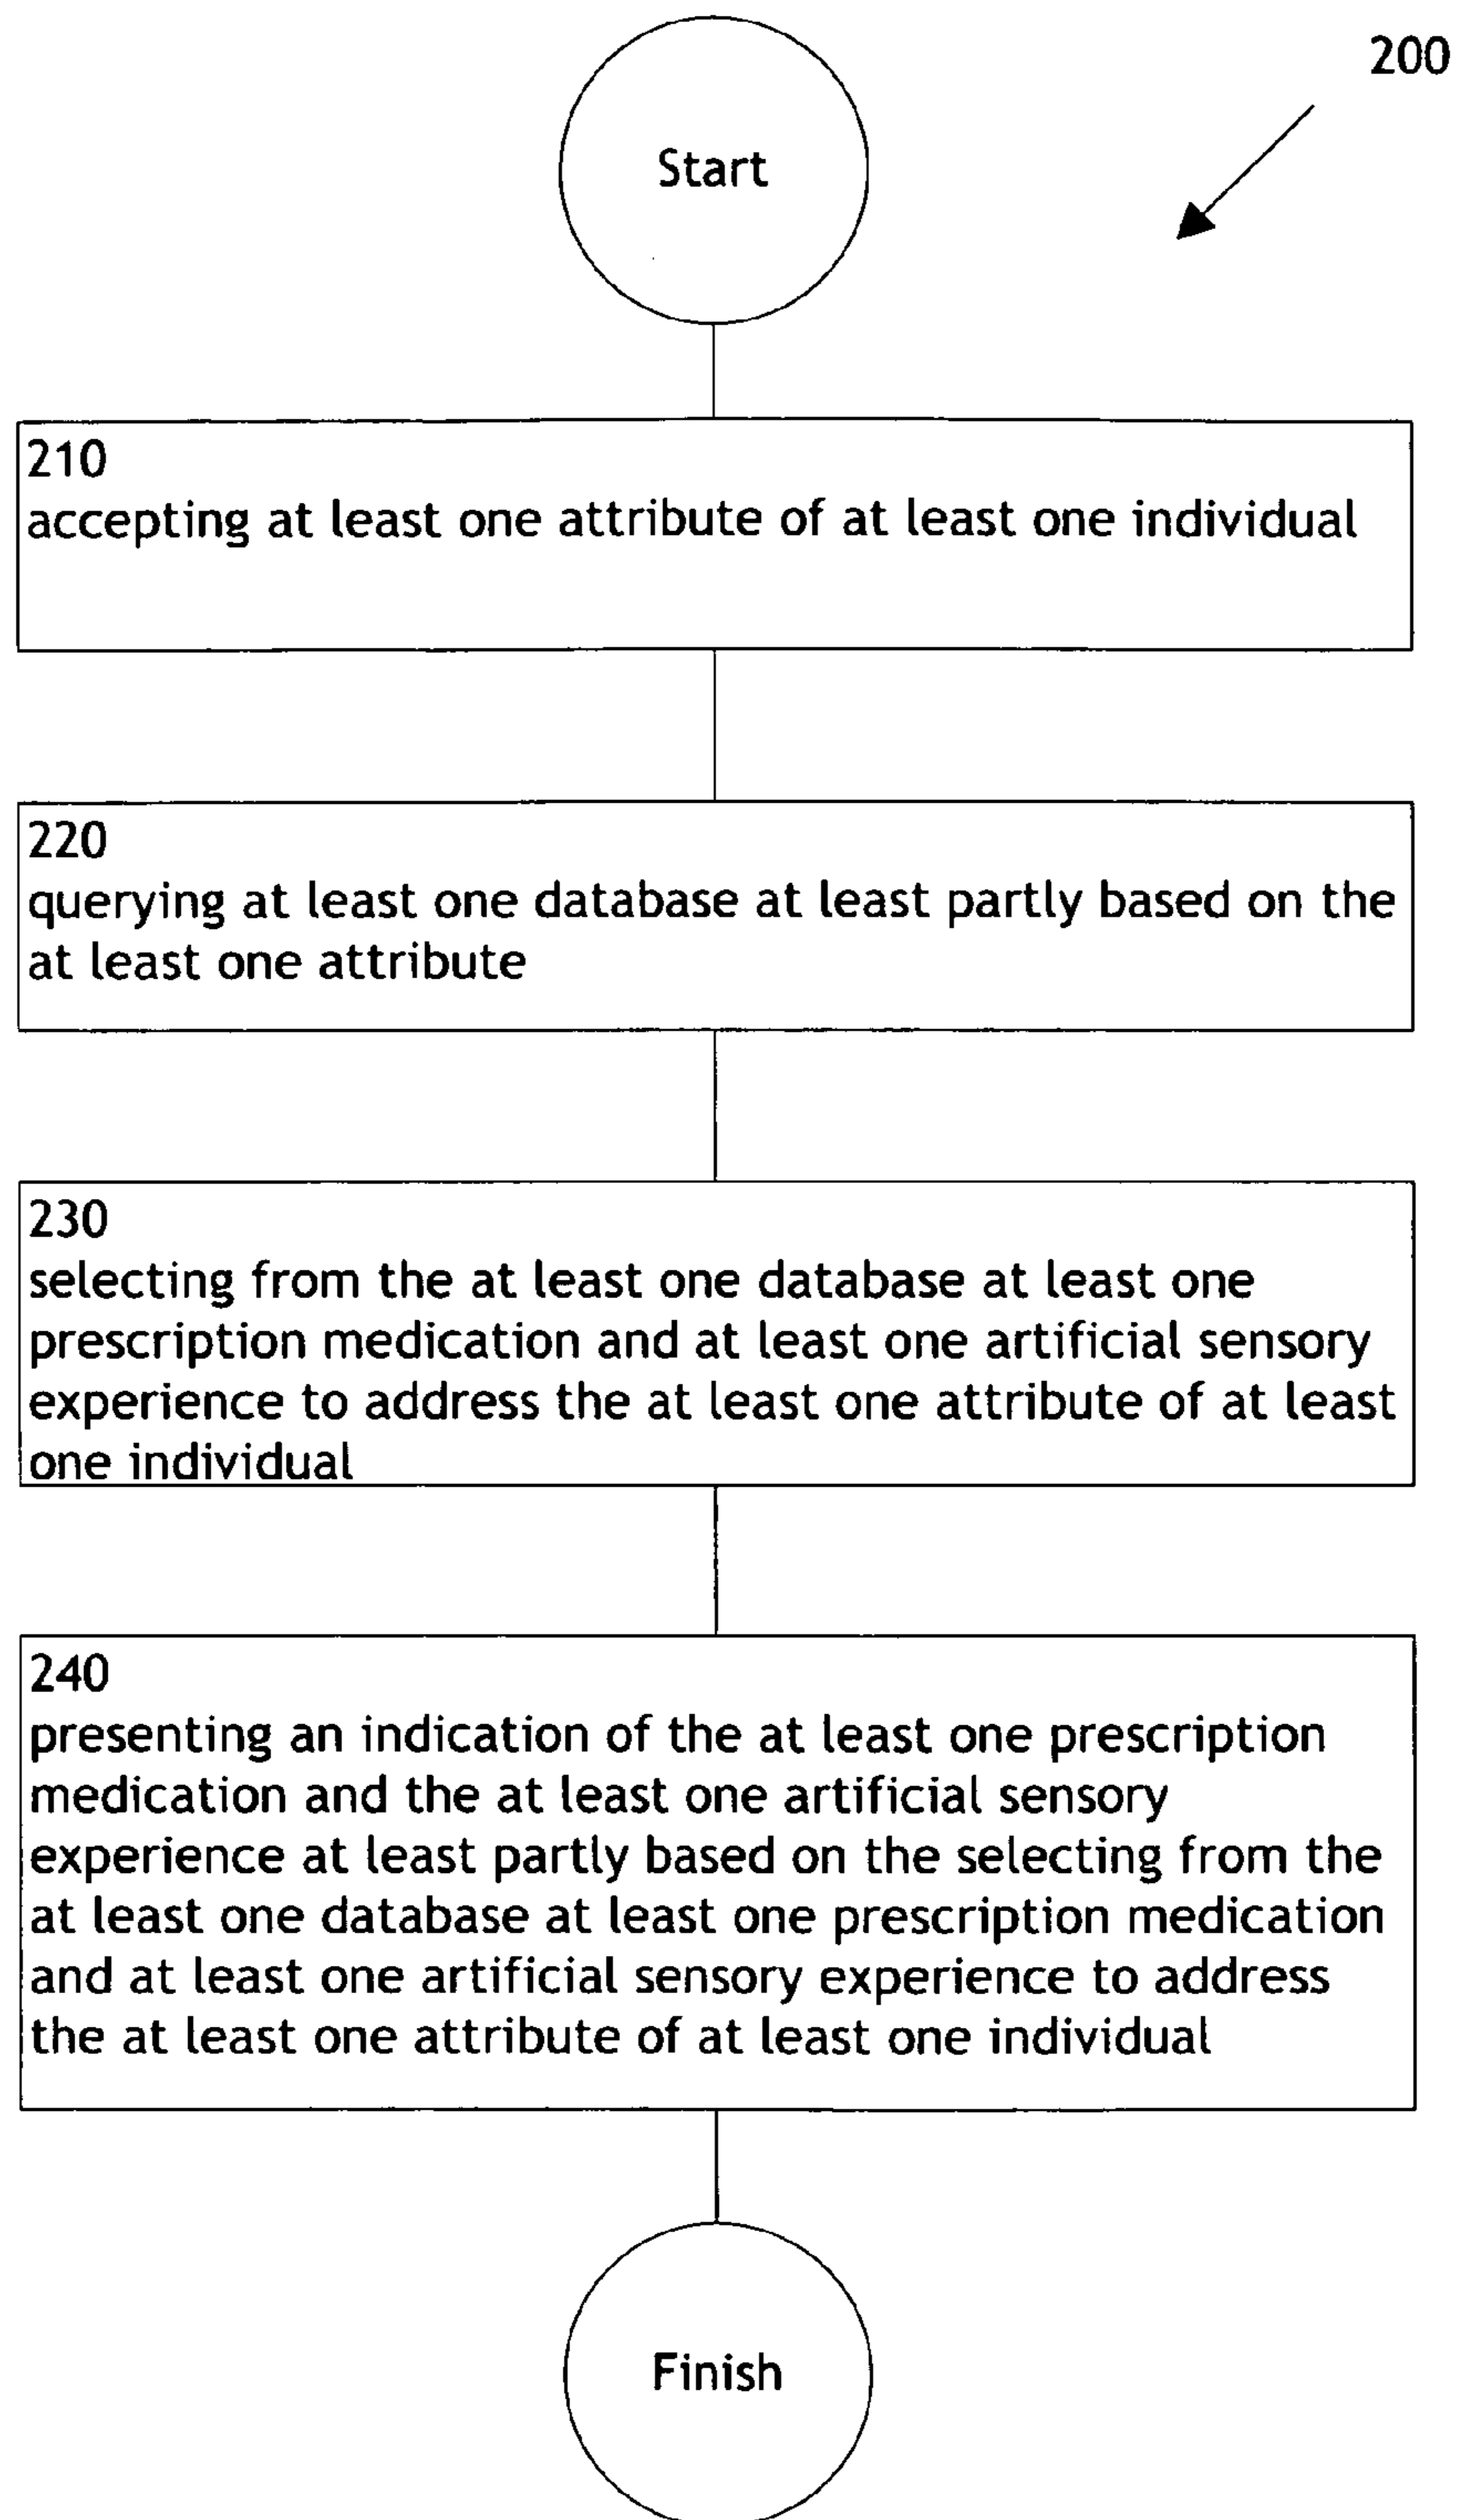 200
Start
210
accepting at least one attribute of at least one individual
220
querying at least one database at least partly based on the
at least one attribute
230
selecting from the at least one database at least one
prescription medication and at least one artificial sensory
experience to address the at least one attribute of at least
one individual
240
presenting an indication of the at least one prescription
medication and the at least one artificial sensory
experience at least partly based on the selecting from the
at least one database at least one prescription medication
and at least one artificial sensory experience to address
the at least one attribute of at least one individual
Finish